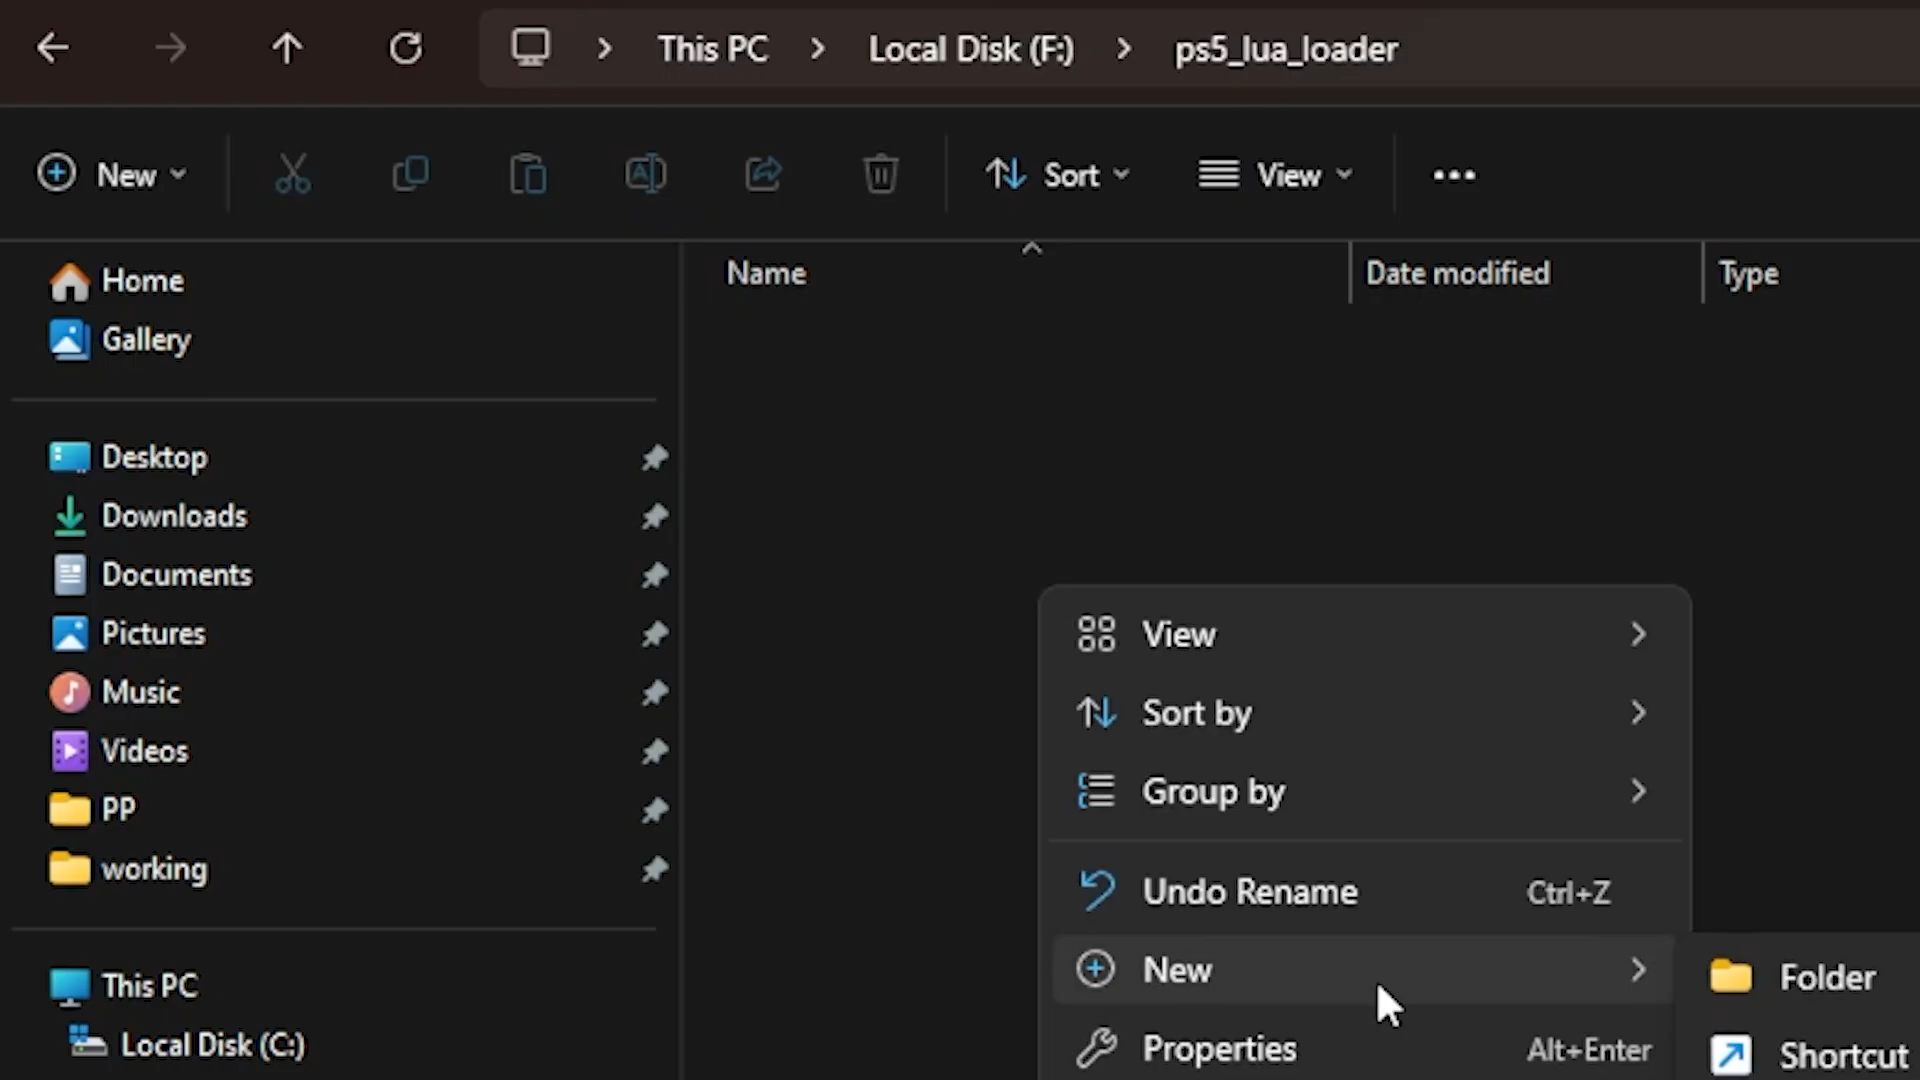 This PC > Local Disk (F:) > ps5_lua_loader
New Sort View ...
Name Date modified Type
Home
Gallery
Desktop
Downloads
Documents
Pictures
Music
Videos
PP
working
This PC
Local Disk (C:)
View
Sort by
Group by
Undo Rename Ctrl+Z
New
Properties Alt+Enter
Folder
Shortcut